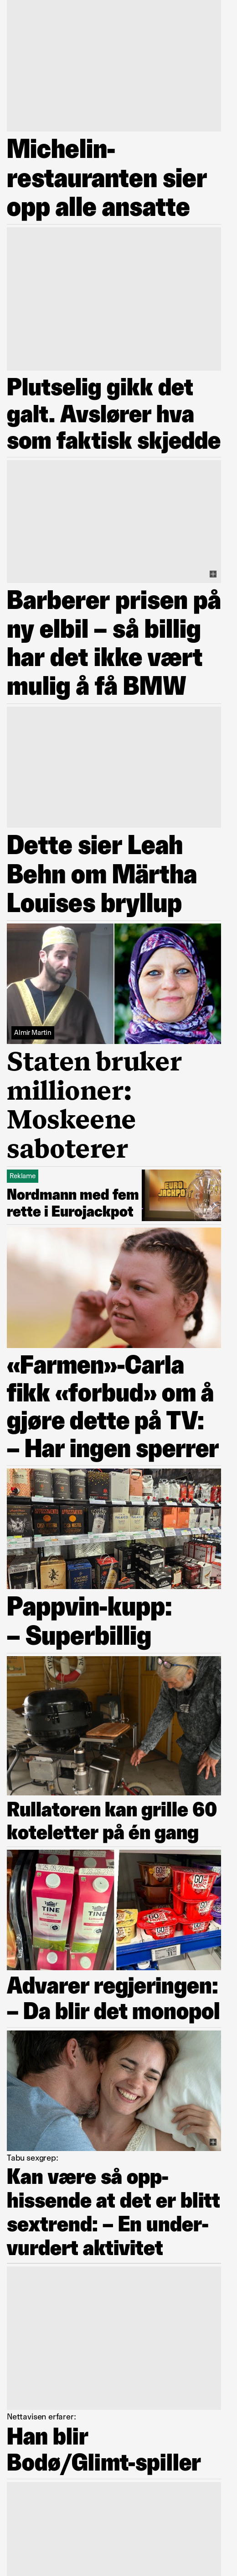 Michelin-
restauranten sier
opp alle ansatte
Plutselig gikk det
galt. Avslører hva
som faktisk skjedde
Barberer prisen på
ny elbil – så billig
har det ikke vært
mulig å få BMW
Dette sier Leah
Behn om Märtha
Louises bryllup
Almir Martin
Staten bruker
millioner:
Moskeene
saboterer
Reklame
Nordmann med fem
rette i Eurojackpot
EURO
JACKPOT
«Farmen»-Carla
fikk «forbud» om å
gjøre dette på TV:
– Har ingen sperrer
Pappvin-kupp:
– Superbillig
Rullatoren kan grille 60
koteletter på én gang
TINE
TINE
Advarer regjeringen:
– Da blir det monopol
Tabu sexgrep:
Kan være så opp-
hissende at det er blitt
sextrend: – En under-
vurdert aktivitet
Nettavisen erfarer:
Han blir
Bodø/Glimt-spiller